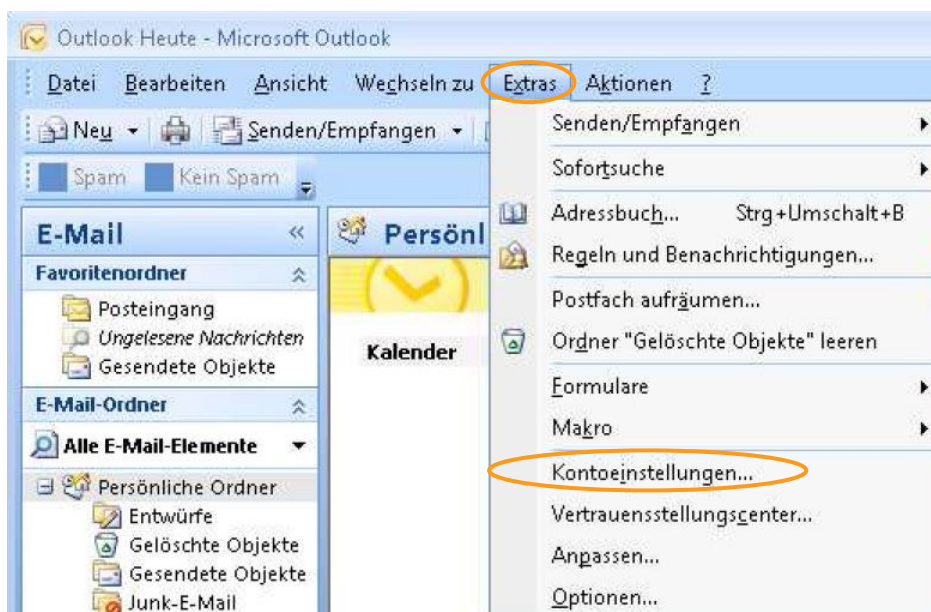 Outlook Heute - Microsoft Outlook
Datei Bearbeiten Ansicht Wechseln zu Extras Aktionen ?
Neu Senden/Empfangen
Spam Kein Spam
E-Mail
Favoritenordner
Posteingang
Ungelesene Nachrichten
Gesendete Objekte
E-Mail-Ordner
Alle E-Mail-Elemente
Persönliche Ordner
Entwürfe
Gelöschte Objekte
Gesendete Objekte
Junk-E-Mail
Persönl
Kalender
Senden/Empfangen
Sofortsuche
Adressbuch... Strg+Umschalt+B
Regeln und Benachrichtigungen...
Postfach aufräumen...
Ordner "Gelöschte Objekte" leeren
Formulare
Makro
Kontoeinstellungen...
Vertrauensstellungscenter...
Anpassen...
Optionen...